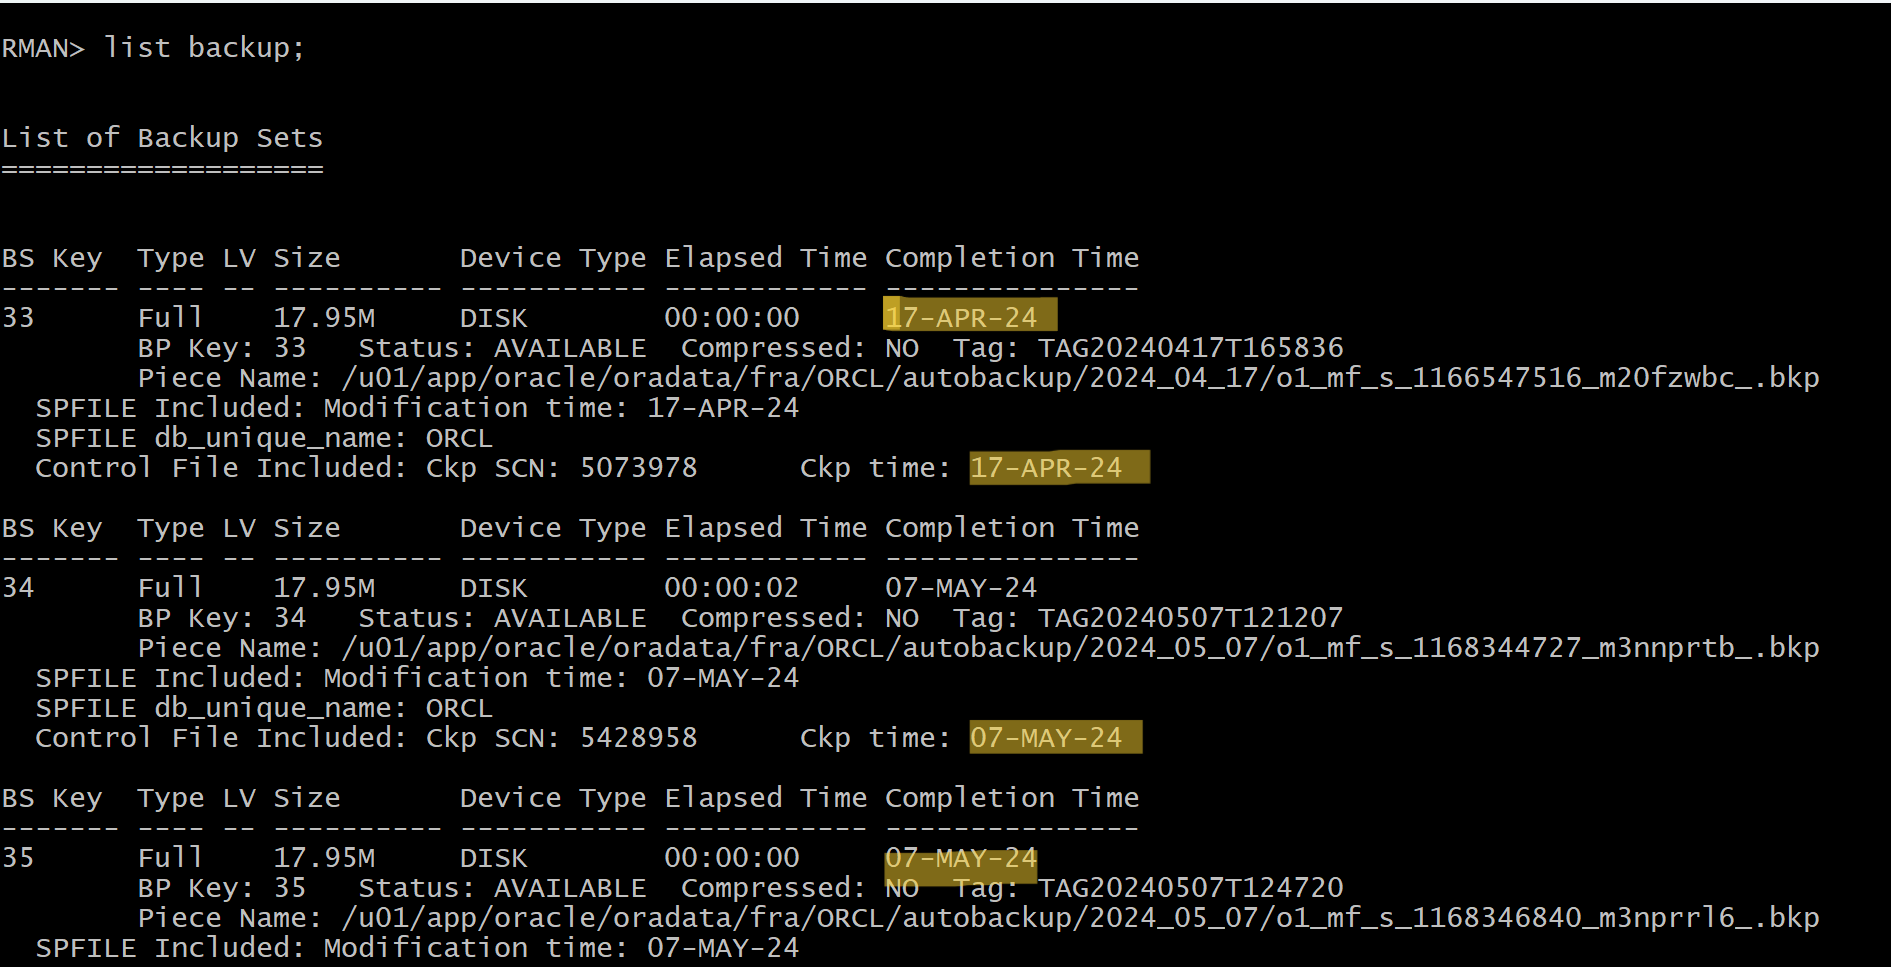 RMAN> list backup;
List of Backup Sets
===================
BS Key  Type LV Size       Device Type Elapsed Time Completion Time
------- ---- -- ---------- ----------- ------------ ---------------
33      Full    17.95M     DISK        00:00:00     17-APR-24
        BP Key: 33   Status: AVAILABLE  Compressed: NO  Tag: TAG20240417T165836
        Piece Name: /u01/app/oracle/oradata/fra/ORCL/autobackup/2024_04_17/o1_mf_s_1166547516_m20fzwbc_.bkp
  SPFILE Included: Modification time: 17-APR-24
  SPFILE db_unique_name: ORCL
  Control File Included: Ckp SCN: 5073978      Ckp time: 17-APR-24
BS Key  Type LV Size       Device Type Elapsed Time Completion Time
------- ---- -- ---------- ----------- ------------ ---------------
34      Full    17.95M     DISK        00:00:02     07-MAY-24
        BP Key: 34   Status: AVAILABLE  Compressed: NO  Tag: TAG20240507T121207
        Piece Name: /u01/app/oracle/oradata/fra/ORCL/autobackup/2024_05_07/o1_mf_s_1168344727_m3nnprtb_.bkp
  SPFILE Included: Modification time: 07-MAY-24
  SPFILE db_unique_name: ORCL
  Control File Included: Ckp SCN: 5428958      Ckp time: 07-MAY-24
BS Key  Type LV Size       Device Type Elapsed Time Completion Time
------- ---- -- ---------- ----------- ------------ ---------------
35      Full    17.95M     DISK        00:00:00     07-MAY-24
        BP Key: 35   Status: AVAILABLE  Compressed: NO  Tag: TAG20240507T124720
        Piece Name: /u01/app/oracle/oradata/fra/ORCL/autobackup/2024_05_07/o1_mf_s_1168346840_m3nprrl6_.bkp
  SPFILE Included: Modification time: 07-MAY-24